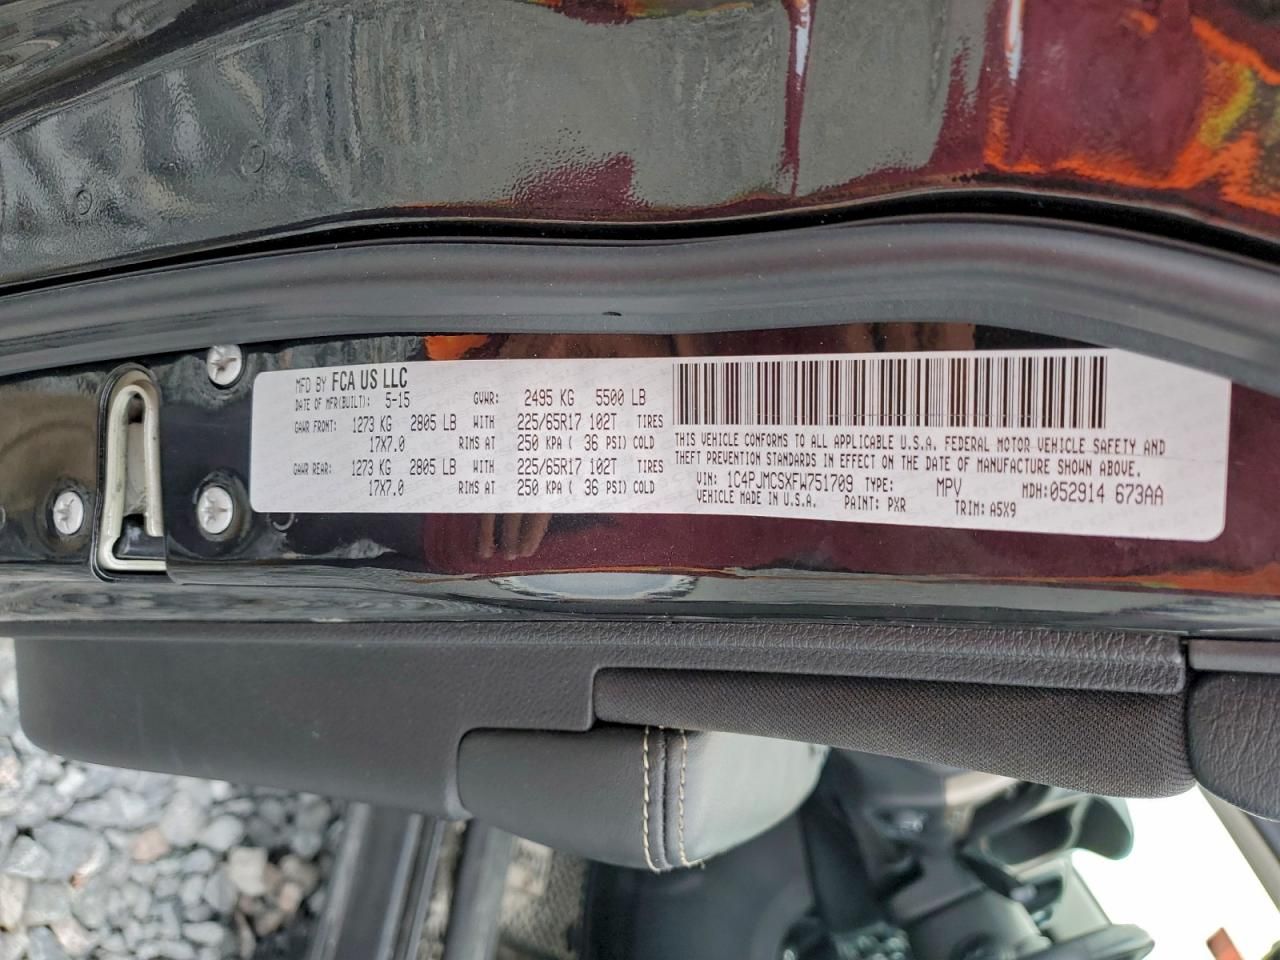 MFD BY FCA US LLC
DATE OF MFR(BUILT): 5-15 GVWR: 2495 KG 5500 LB
GAWR FRONT: 1273 KG 2805 LB WITH 225/65R17 102T TIRES
17X7.0 RIMS AT 250 KPA ( 36 PSI) COLD
GAWR REAR: 1273 KG 2805 LB WITH 225/65R17 102T TIRES
17X7.0 RIMS AT 250 KPA ( 36 PSI) COLD
THIS VEHICLE CONFORMS TO ALL APPLICABLE U.S.A. FEDERAL MOTOR VEHICLE SAFETY AND
THEFT PREVENTION STANDARDS IN EFFECT ON THE DATE OF MANUFACTURE SHOWN ABOVE.
VIN: 1C4PJMCSXFW751709 TYPE: MPV MDH:052914 673AA
VEHICLE MADE IN U.S.A. PAINT: PXR TRIM: A5X9